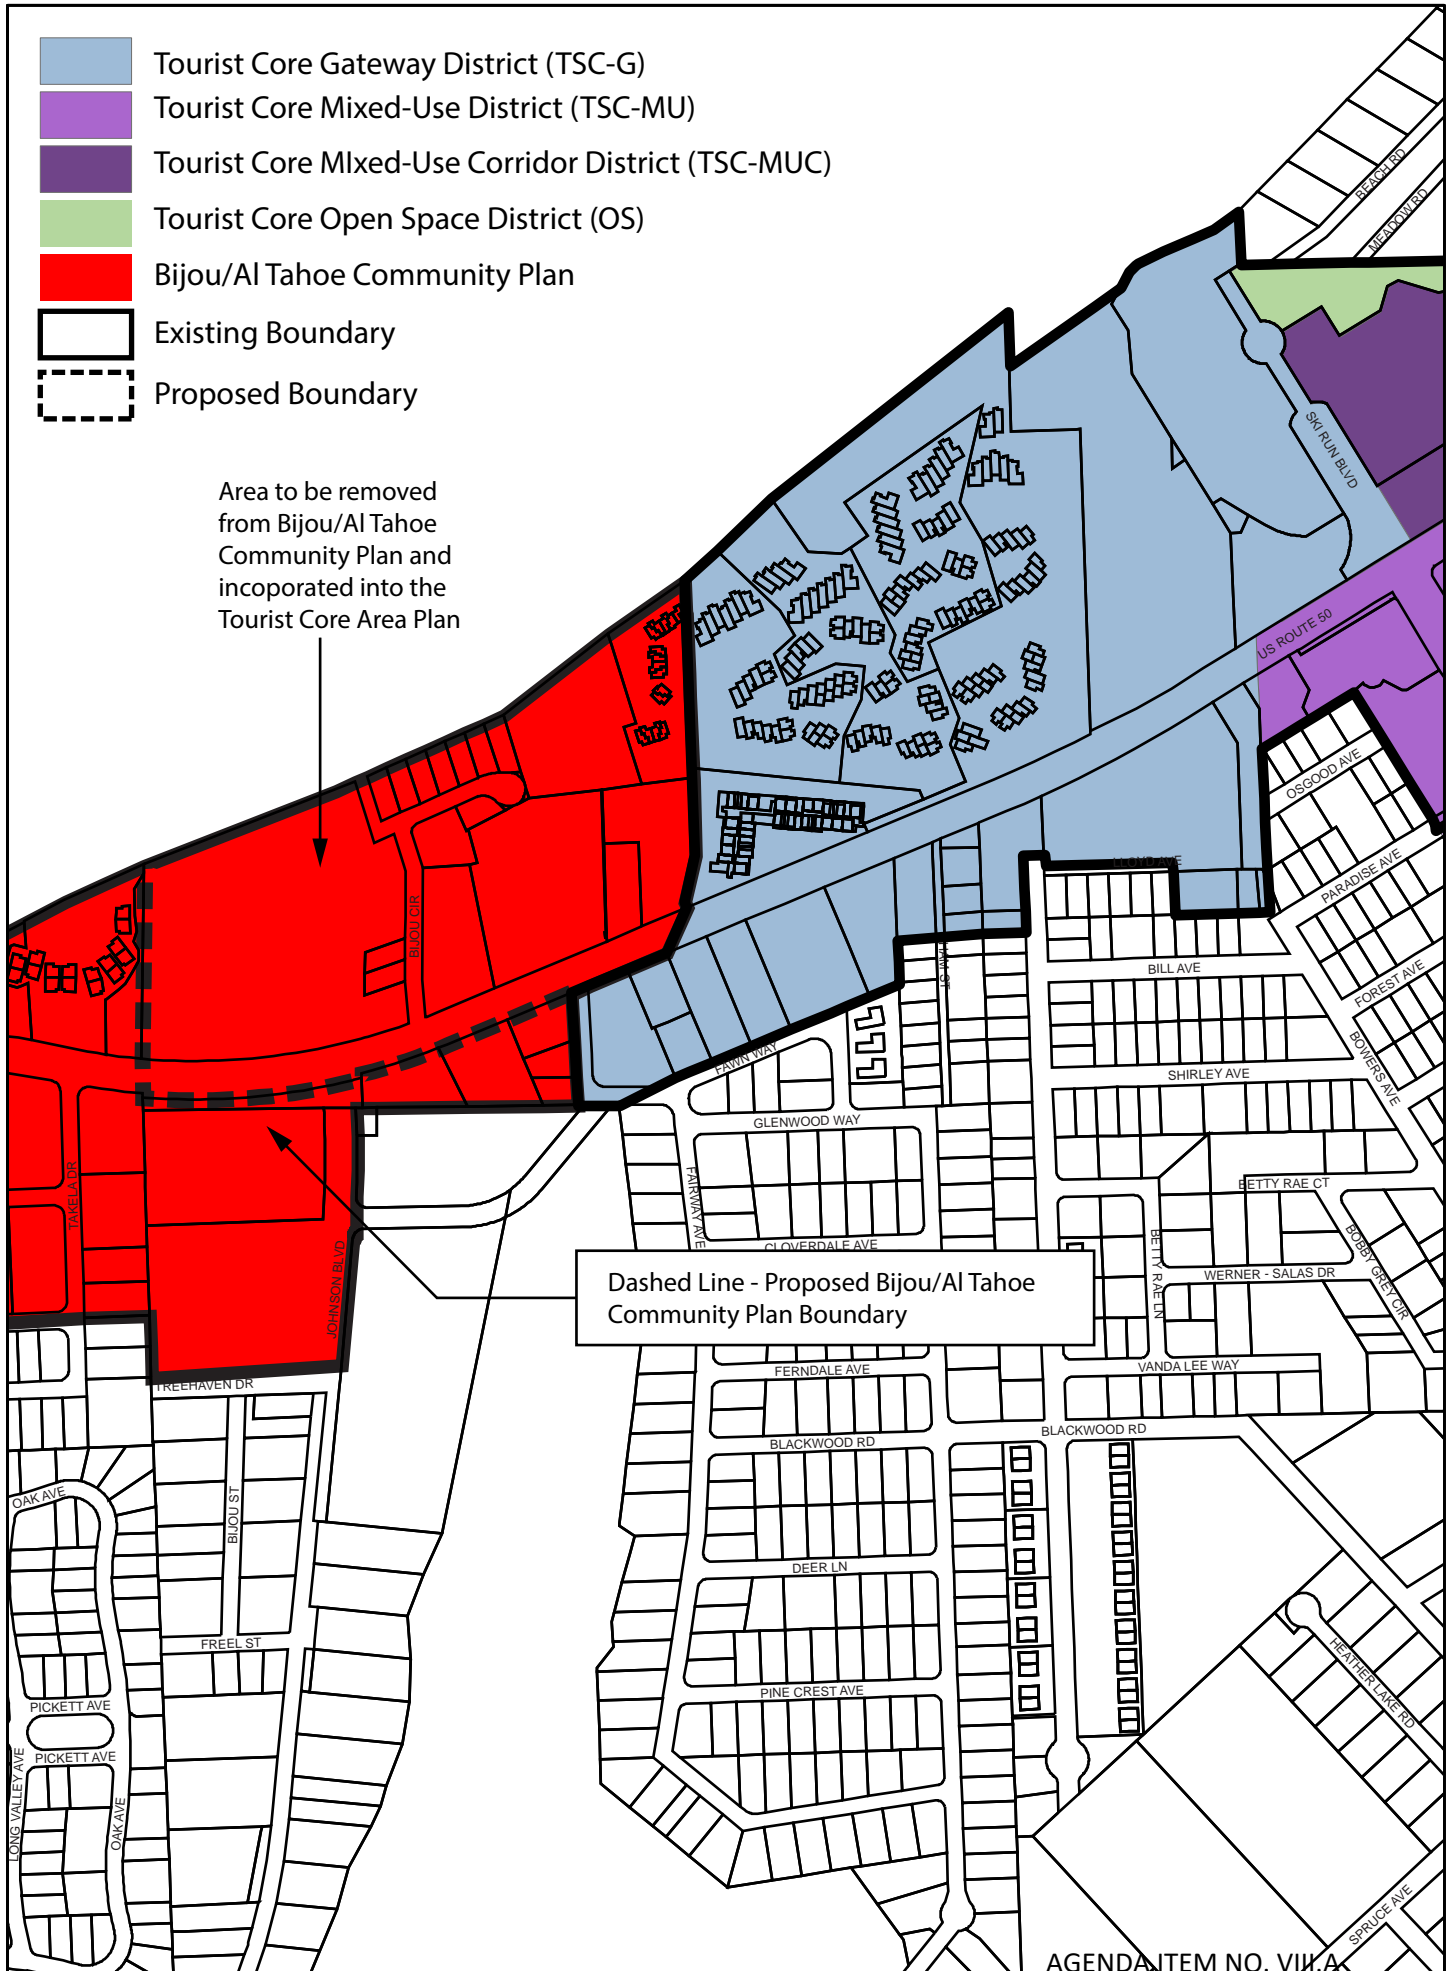 Tourist Core Gateway District (TSC-G)
Tourist Core Mixed-Use District (TSC-MU)
Tourist Core MIxed-Use Corridor District (TSC-MUC)
Tourist Core Open Space District (OS)
Bijou/Al Tahoe Community Plan
Existing Boundary
Proposed Boundary
Area to be removed
from Bijou/Al Tahoe
Community Plan and
incoporated into the
Tourist Core Area Plan
BEACH RD
MEADOW RD
SKI RUN BLVD
US ROUTE 50
OSGOOD AVE
LLOYD AVE
PARADISE AVE
BIJOU CIR
BILL AVE
FOREST AVE
BOWERS AVE
FAWN WAY
SHIRLEY AVE
GLENWOOD WAY
TAKELA DR
FAIRWAY AVE
BETTY RAE CT
CLOVERDALE AVE
JOHNSON BLVD
BETTY RAE LN
WERNER - SALAS DR
BOBBY GREY CIR
Dashed Line - Proposed Bijou/Al Tahoe
Community Plan Boundary
FERNDALE AVE
VANDA LEE WAY
TREEHAVEN DR
BLACKWOOD RD
BLACKWOOD RD
OAK AVE
BIJOU ST
DEER LN
FREEL ST
HEATHER LAKE RD
PINE CREST AVE
PICKETT AVE
PICKETT AVE
LONG VALLEY AVE
OAK AVE
SPRUCE AVE
AGENDA ITEM NO. VIII.A